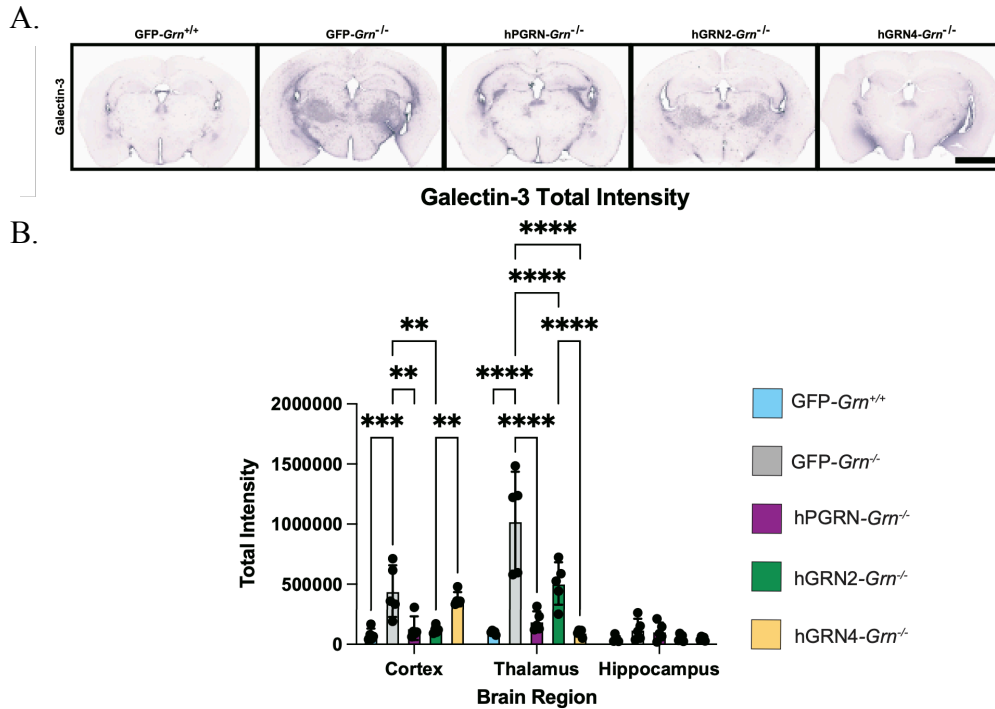 A.
GFP-Grn+/+ GFP-Grn-/- hPGRN-Grn-/- hGRN2-Grn-/- hGRN4-Grn-/-
Galectin-3
Galectin-3 Total Intensity
B.
****
****
** ****
** ****
*** ** ****
2000000
1500000
1000000
500000
0
Total Intensity
Cortex Thalamus Hippocampus
Brain Region
GFP-Grn+/+
GFP-Grn-/-
hPGRN-Grn-/-
hGRN2-Grn-/-
hGRN4-Grn-/-